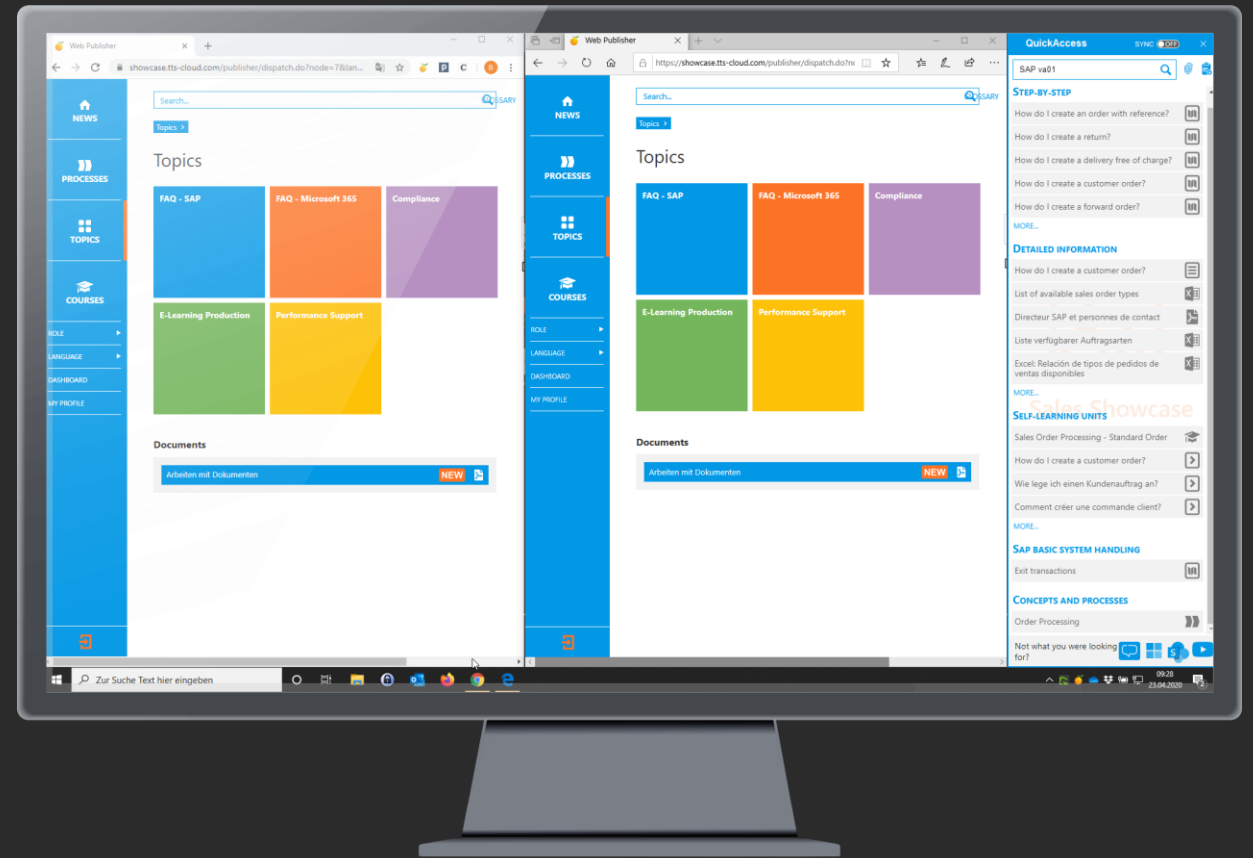 Web Publisher
showcase.tts-cloud.com/publisher/dispatch.do?node=7&lan...
P
C
NEWS
PROCESSES
TOPICS
COURSES
ROLE
LANGUAGE
DASHBOARD
MY PROFILE
Search...
Topics >
Topics
FAQ - SAP
FAQ - Microsoft 365
Compliance
E-Learning Production
Performance Support
Documents
Arbeiten mit Dokumenten
NEW
Web Publisher
https://showcase.tts-cloud.com/publisher/dispatch.do?n
NEWS
PROCESSES
TOPICS
COURSES
ROLE
LANGUAGE
DASHBOARD
MY PROFILE
Search...
Topics >
Topics
FAQ - SAP
FAQ - Microsoft 365
Compliance
E-Learning Production
Performance Support
Documents
Arbeiten mit Dokumenten
NEW
QuickAccess
SYNC OFF
SAP va01
STEP-BY-STEP
How do I create an order with reference?
How do I create a return?
How do I create a delivery free of charge?
How do I create a customer order?
How do I create a forward order?
MORE...
DETAILED INFORMATION
How do I create a customer order?
List of available sales order types
Directeur SAP et personnes de contact
Liste verfügbarer Auftragsarten
Excel: Relación de tipos de pedidos de
ventas disponibles
MORE...
Sales Showcase
SELF-LEARNING UNITS
Sales Order Processing - Standard Order
How do I create a customer order?
Wie lege ich einen Kundenauftrag an?
Comment créer une commande client?
MORE...
SAP BASIC SYSTEM HANDLING
Exit transactions
CONCEPTS AND PROCESSES
Order Processing
Not what you were looking
for?
Zur Suche Text hier eingeben
09:28
23.04.2020